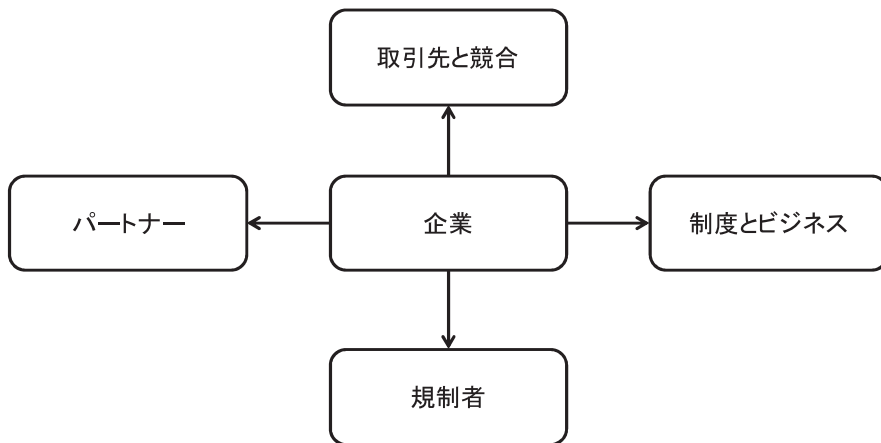 取引先と競合
パートナー
企業
制度とビジネス
規制者